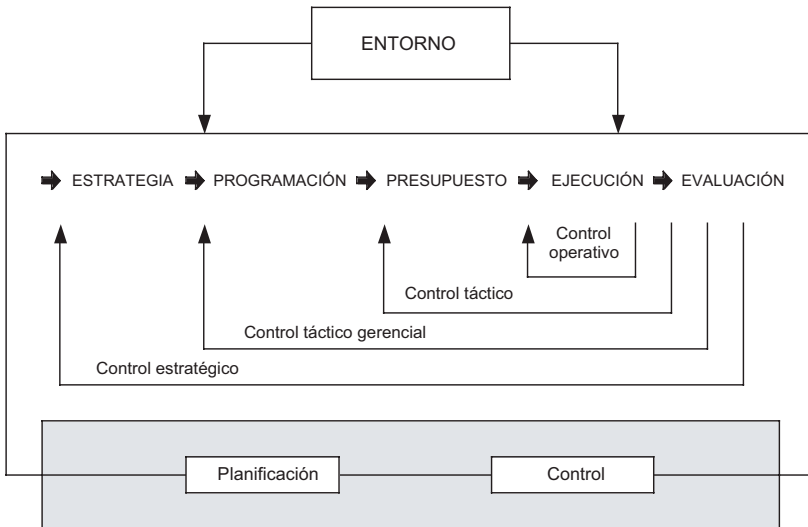 ENTORNO
ESTRATEGIA PROGRAMACIÓN PRESUPUESTO EJECUCIÓN EVALUACIÓN
Control
operativo
Control táctico
Control táctico gerencial
Control estratégico
Planificación Control